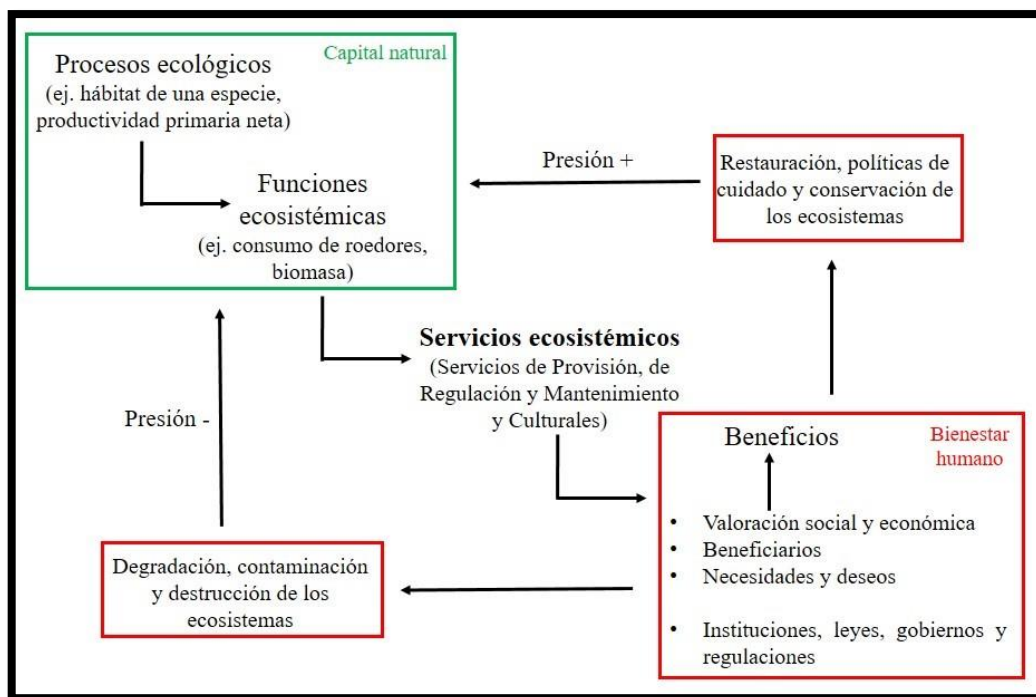 Capital natural
Procesos ecológicos
(ej. hábitat de una especie,
productividad primaria neta)
Funciones
ecosistémicas
(ej. consumo de roedores,
biomasa)
Presión +
Restauración, políticas de
cuidado y conservación de
los ecosistemas
Servicios ecosistémicos
(Servicios de Provisión, de
Regulación y Mantenimiento
y Culturales)
Presión -
Beneficios
Bienestar
humano
• Valoración social y económica
• Beneficiarios
• Necesidades y deseos
• Instituciones, leyes, gobiernos y
regulaciones
Degradación, contaminación
y destrucción de los
ecosistemas